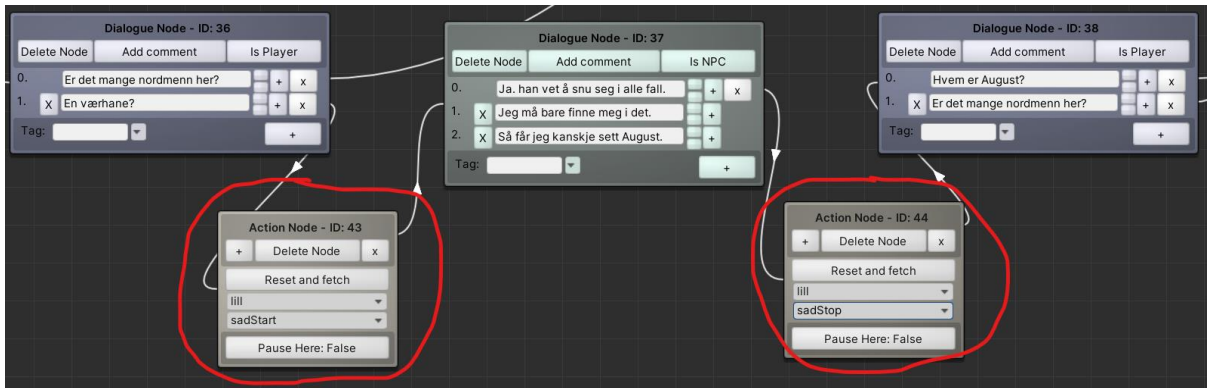 Dialogue Node - ID: 36
Delete Node Add comment Is Player
0. Er det mange nordmenn her? + x
1. X En værhane? + x
Tag: +
Dialogue Node - ID: 37
Delete Node Add comment Is NPC
0. Ja. han vet å snu seg i alle fall. + x
1. X Jeg må bare finne meg i det. +
2. X Så får jeg kanskje sett August. +
Tag: +
Dialogue Node - ID: 38
Delete Node Add comment Is Player
0. Hvem er August? + x
1. X Er det mange nordmenn her? + x
Tag: +
Action Node - ID: 43
+ Delete Node x
Reset and fetch
lill
sadStart
Pause Here: False
Action Node - ID: 44
+ Delete Node x
Reset and fetch
lill
sadStop
Pause Here: False